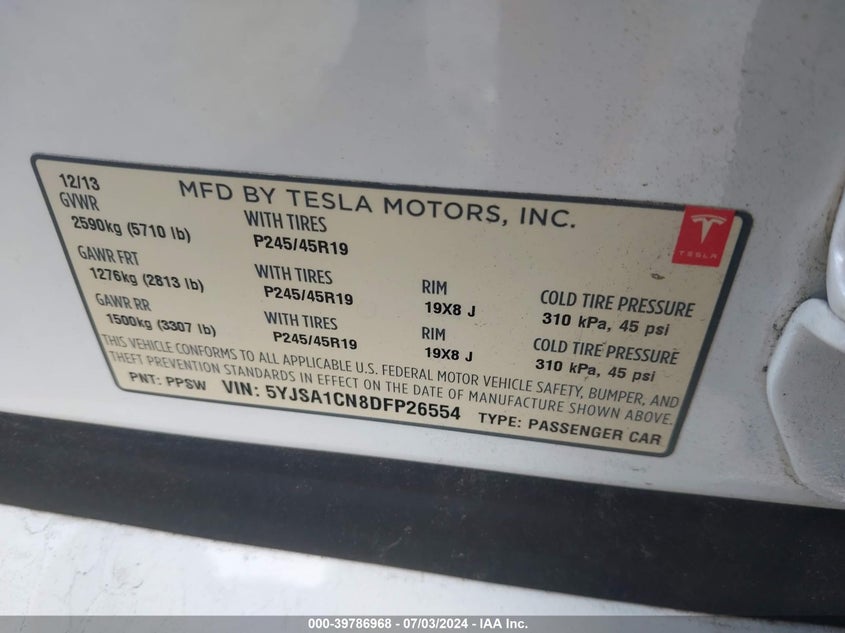 12/13 MFD BY TESLA MOTORS, INC.
GVWR WITH TIRES
2590kg (5710 lb) P245/45R19
TESLA
GAWR FRT WITH TIRES RIM COLD TIRE PRESSURE
1276kg (2813 lb) P245/45R19 19X8 J 310 kPa, 45 psi
GAWR RR WITH TIRES RIM COLD TIRE PRESSURE
1500kg (3307 lb) P245/45R19 19X8 J 310 kPa, 45 psi
THIS VEHICLE CONFORMS TO ALL APPLICABLE U.S. FEDERAL MOTOR VEHICLE SAFETY, BUMPER, AND
THEFT PREVENTION STANDARDS IN EFFECT ON THE DATE OF MANUFACTURE SHOWN ABOVE.
PNT: PPSW VIN: 5YJSA1CN8DFP26554 TYPE: PASSENGER CAR
000-39786968 - 07/03/2024 - IAA Inc.